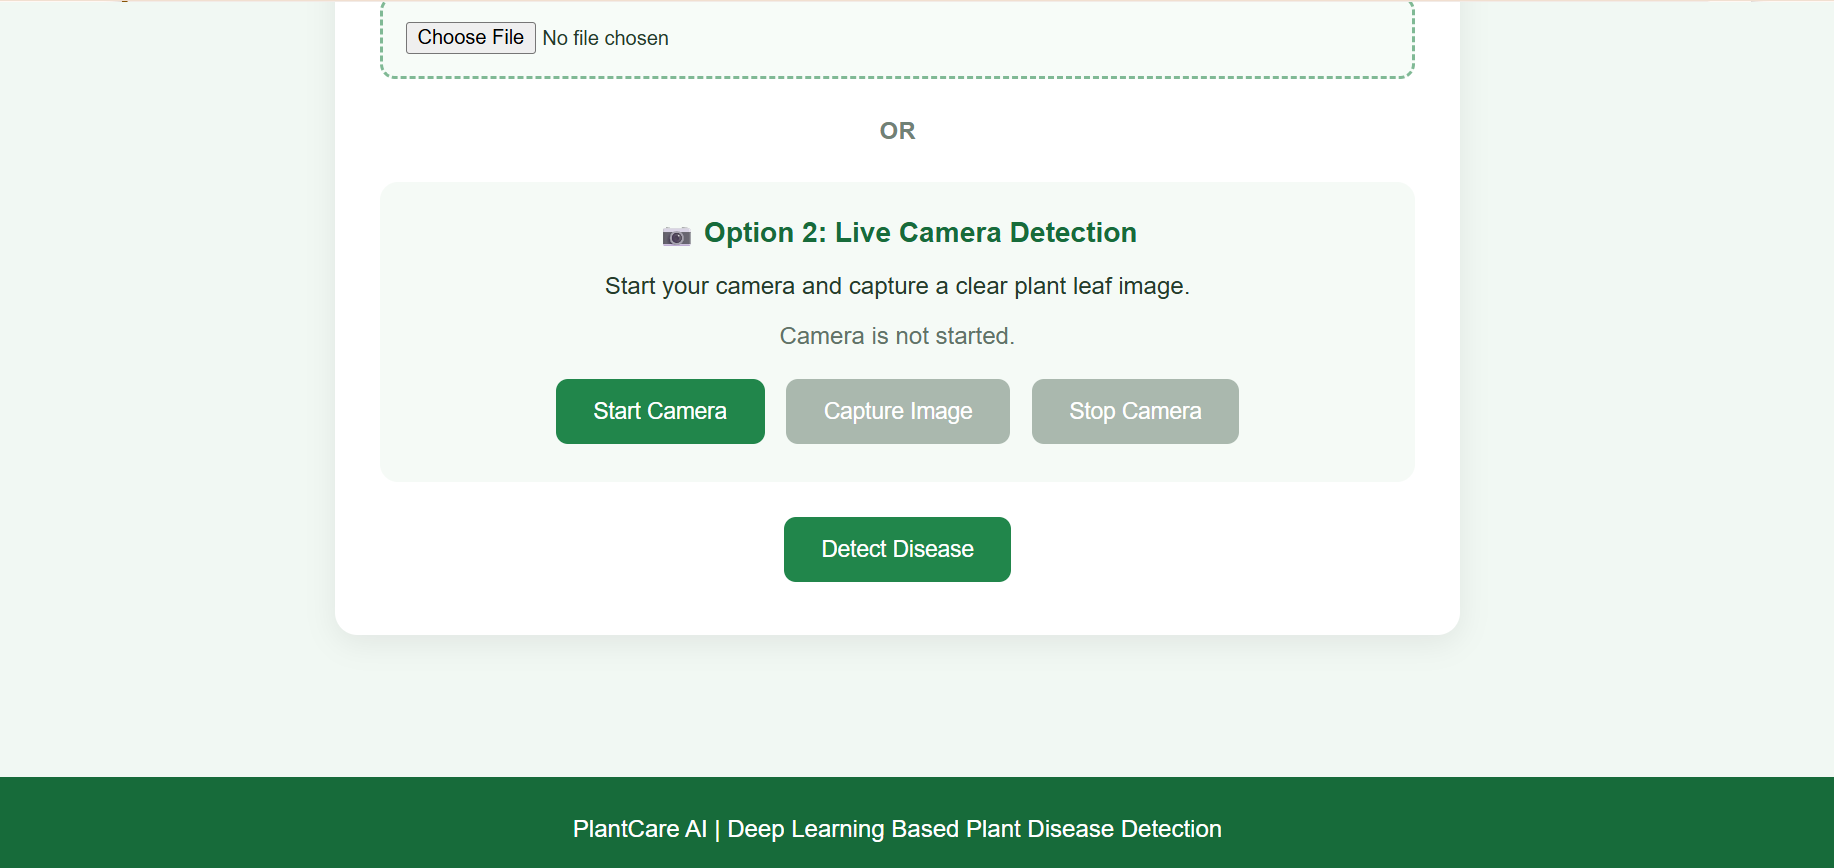 Choose File No file chosen
OR
Option 2: Live Camera Detection
Start your camera and capture a clear plant leaf image.
Camera is not started.
Start Camera Capture Image Stop Camera
Detect Disease
PlantCare AI | Deep Learning Based Plant Disease Detection